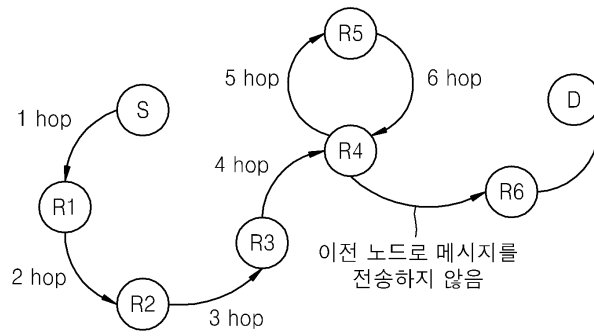 R5
5 hop
6 hop
S
D
1 hop
R4
4 hop
R1
R6
R3
이전 노드로 메시지를
전송하지 않음
2 hop
R2
3 hop